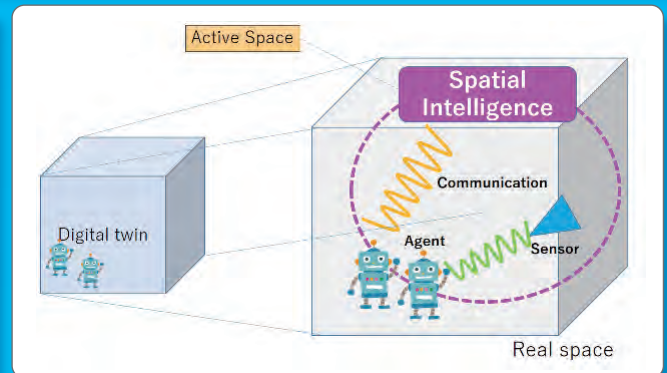 Active Space
Spatial
Intelligence
Communication
Digital twin
Agent
Sensor
Real space